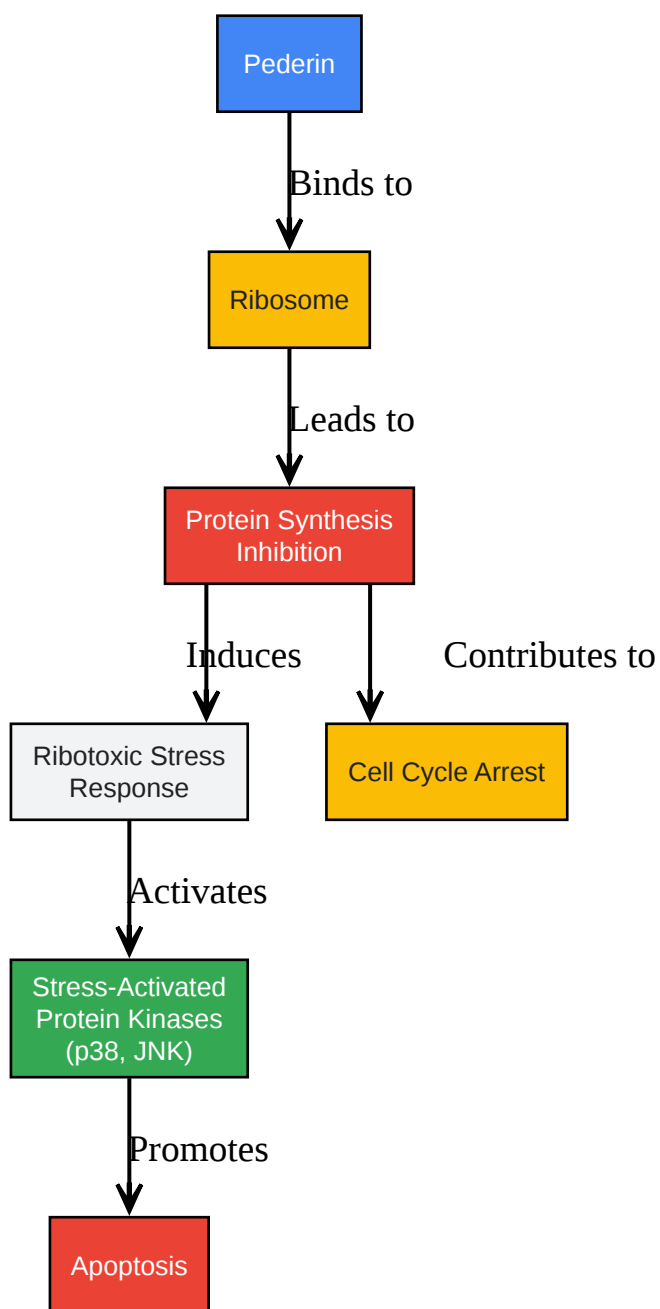 Pederin
Binds to
Ribosome
Leads to
Protein Synthesis
Inhibition
Induces
Contributes to
Ribotoxic Stress
Response
Cell Cycle Arrest
Activates
Stress-Activated
Protein Kinases
(p38, JNK)
Promotes
Apoptosis